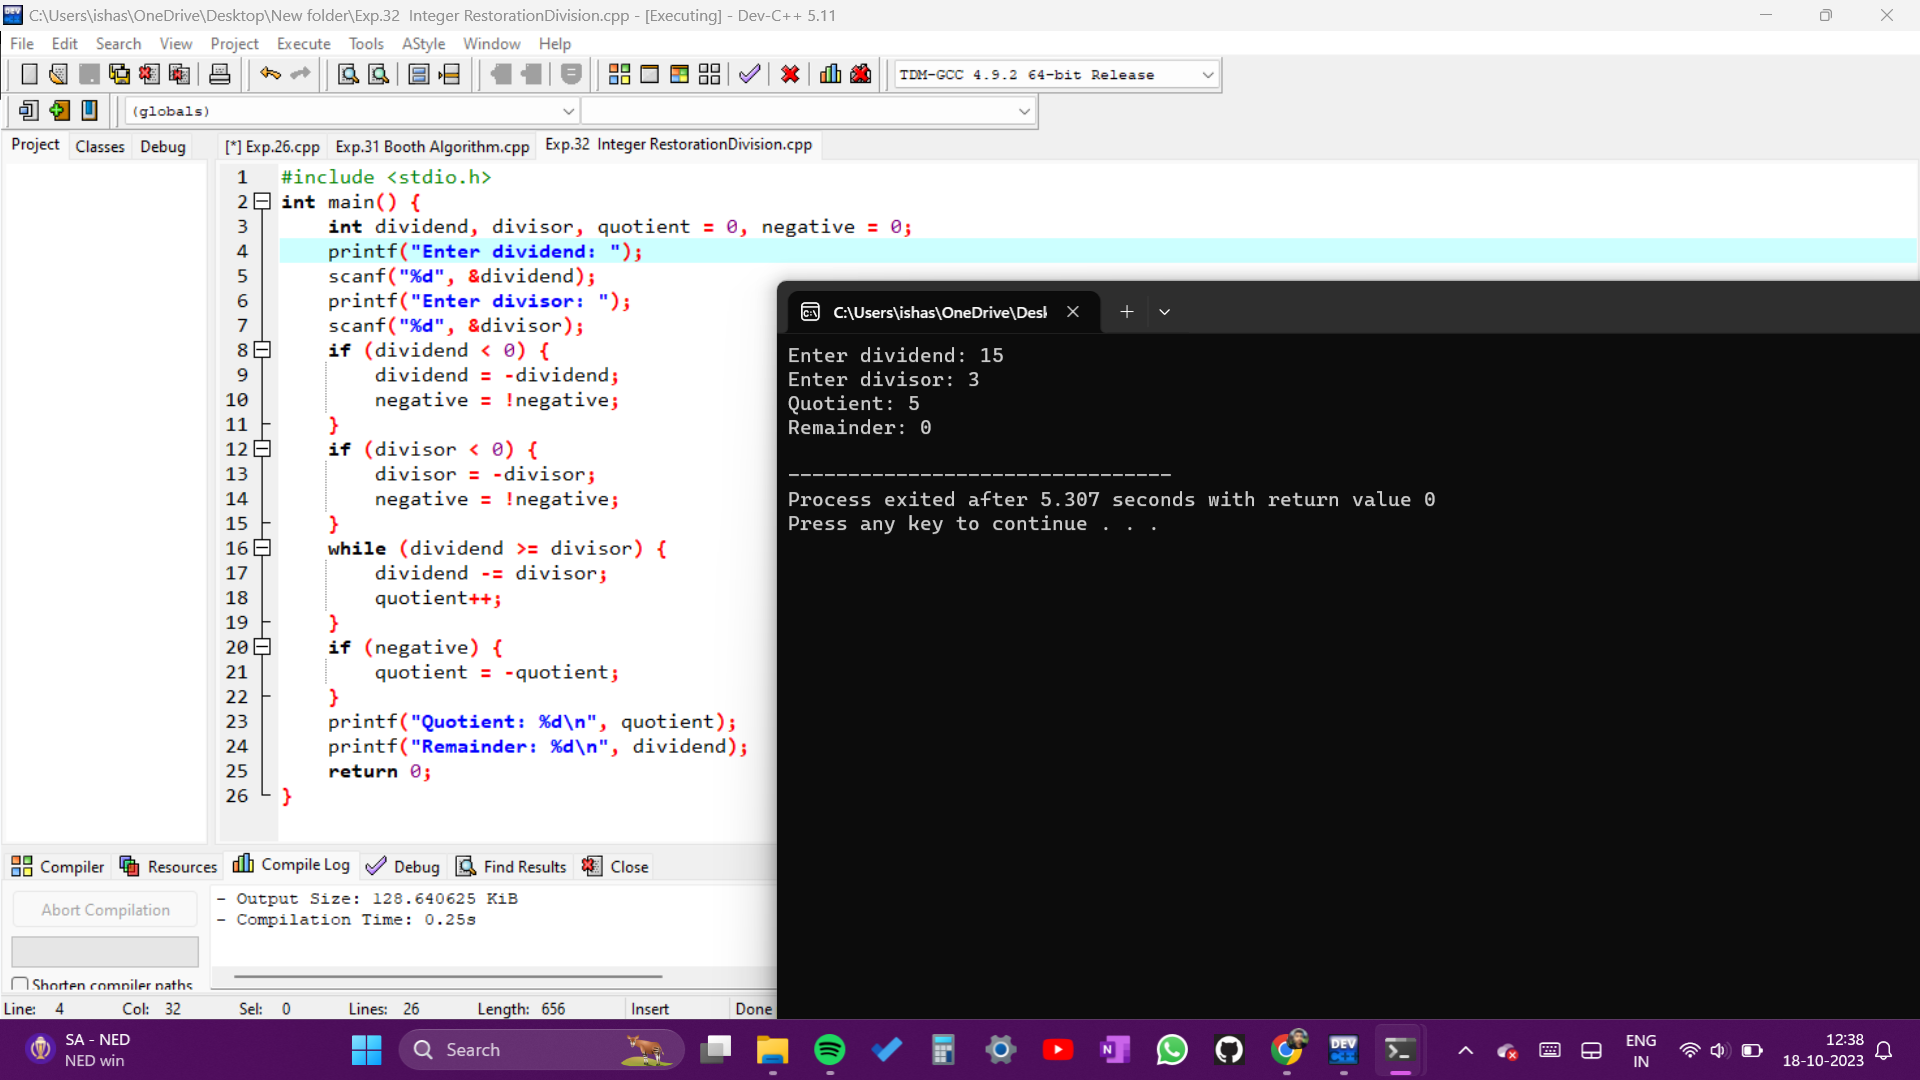 C:\Users\ishas\OneDrive\Desktop\New folder\Exp.32  Integer RestorationDivision.cpp - [Executing] - Dev-C++ 5.11
File Edit Search View Project Execute Tools AStyle Window Help
TDM-GCC 4.9.2 64-bit Release
(globals)
Project Classes Debug
[*] Exp.26.cpp Exp.31 Booth Algorithm.cpp Exp.32  Integer RestorationDivision.cpp
1 #include <stdio.h>
2 int main() {
3     int dividend, divisor, quotient = 0, negative = 0;
4     printf("Enter dividend: ");
5     scanf("%d", &dividend);
6     printf("Enter divisor: ");
7     scanf("%d", &divisor);
8     if (dividend < 0) {
9         dividend = -dividend;
10         negative = !negative;
11     }
12     if (divisor < 0) {
13         divisor = -divisor;
14         negative = !negative;
15     }
16     while (dividend >= divisor) {
17         dividend -= divisor;
18         quotient++;
19     }
20     if (negative) {
21         quotient = -quotient;
22     }
23     printf("Quotient: %d\n", quotient);
24     printf("Remainder: %d\n", dividend);
25     return 0;
26 }
C:\Users\ishas\OneDrive\Desk
Enter dividend: 15
Enter divisor: 3
Quotient: 5
Remainder: 0
--------------------------------
Process exited after 5.307 seconds with return value 0
Press any key to continue . . .
Compiler Resources Compile Log Debug Find Results Close
Abort Compilation
Shorten compiler paths
- Output Size: 128.640625 KiB
- Compilation Time: 0.25s
Line: 4 Col: 32 Sel: 0 Lines: 26 Length: 656 Insert Done
SA - NED
NED win
Search
DEV
C++
ENG
IN
12:38
18-10-2023